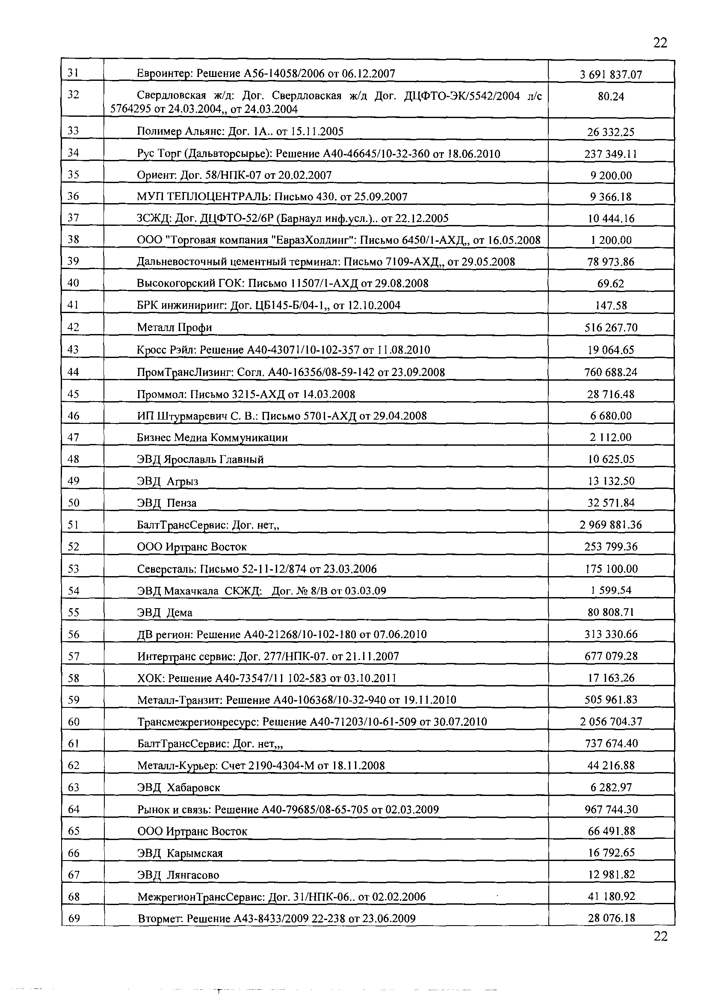 22
31 Евроинтер: Решение А56-14058/2006 от 06.12.2007 3 691 837.07
32 Свердловская ж/д: Дог. Свердловская ж/д Дог. ДЦФТО-ЭК/5542/2004 л/с 80.24
5764295 от 24.03.2004,, от 24.03.2004
33 Полимер Альянс: Дог. 1А.. от 15.11.2005 26 332.25
34 Рус Торг (Дальвторсырье): Решение А40-46645/10-32-360 от 18.06.2010 237 349.11
35 Ориент: Дог. 58/НПК-07 от 20.02.2007 9 200.00
36 МУП ТЕПЛОЦЕНТРАЛЬ: Письмо 430. от 25.09.2007 9 366.18
37 ЗСЖД: Дог. ДЦФТО-52/6Р (Барнаул инф.усл.).. от 22.12.2005 10 444.16
38 ООО "Торговая компания "ЕвразХолдинг": Письмо 6450/1-АХД,, от 16.05.2008 1 200.00
39 Дальневосточный цементный терминал: Письмо 7109-АХД,, от 29.05.2008 78 973.86
40 Высокогорский ГОК: Письмо 11507/1-АХД от 29.08.2008 69.62
41 БРК инжиниринг: Дог. ЦБ145-Б/04-1,, от 12.10.2004 147.58
42 Металл Профи 516 267.70
43 Кросс Рэйл: Решение А40-43071/10-102-357 от 11.08.2010 19 064.65
44 ПромТрансЛизинг: Согл. А40-16356/08-59-142 от 23.09.2008 760 688.24
45 Проммол: Письмо 3215-АХД от 14.03.2008 28 716.48
46 ИП Штурмаревич С. В.: Письмо 5701-АХД от 29.04.2008 6 680.00
47 Бизнес Медиа Коммуникации 2 112.00
48 ЭВД Ярославль Главный 10 625.05
49 ЭВД Агрыз 13 132.50
50 ЭВД Пенза 32 571.84
51 БалтТрансСервис: Дог. нет,, 2 969 881.36
52 ООО Иртранс Восток 253 799.36
53 Северсталь: Письмо 52-11-12/874 от 23.03.2006 175 100.00
54 ЭВД Махачкала СКЖД: Дог. № 8/В от 03.03.09 1 599.54
55 ЭВД Дема 80 808.71
56 ДВ регион: Решение А40-21268/10-102-180 от 07.06.2010 313 330.66
57 Интертранс сервис: Дог. 277/НПК-07. от 21.11.2007 677 079.28
58 ХОК: Решение А40-73547/11 102-583 от 03.10.2011 17 163.26
59 Металл-Транзит: Решение А40-106368/10-32-940 от 19.11.2010 505 961.83
60 Трансмежрегионресурс: Решение А40-71203/10-61-509 от 30.07.2010 2 056 704.37
61 БалтТрансСервис: Дог. нет,,, 737 674.40
62 Металл-Курьер: Счет 2190-4304-М от 18.11.2008 44 216.88
63 ЭВД Хабаровск 6 282.97
64 Рынок и связь: Решение А40-79685/08-65-705 от 02.03.2009 967 744.30
65 ООО Иртранс Восток 66 491.88
66 ЭВД Карымская 16 792.65
67 ЭВД Лянгасово 12 981.82
68 МежрегионТрансСервис: Дог. 31/НПК-06.. от 02.02.2006 41 180.92
69 Втормет: Решение А43-8433/2009 22-238 от 23.06.2009 28 076.18
22